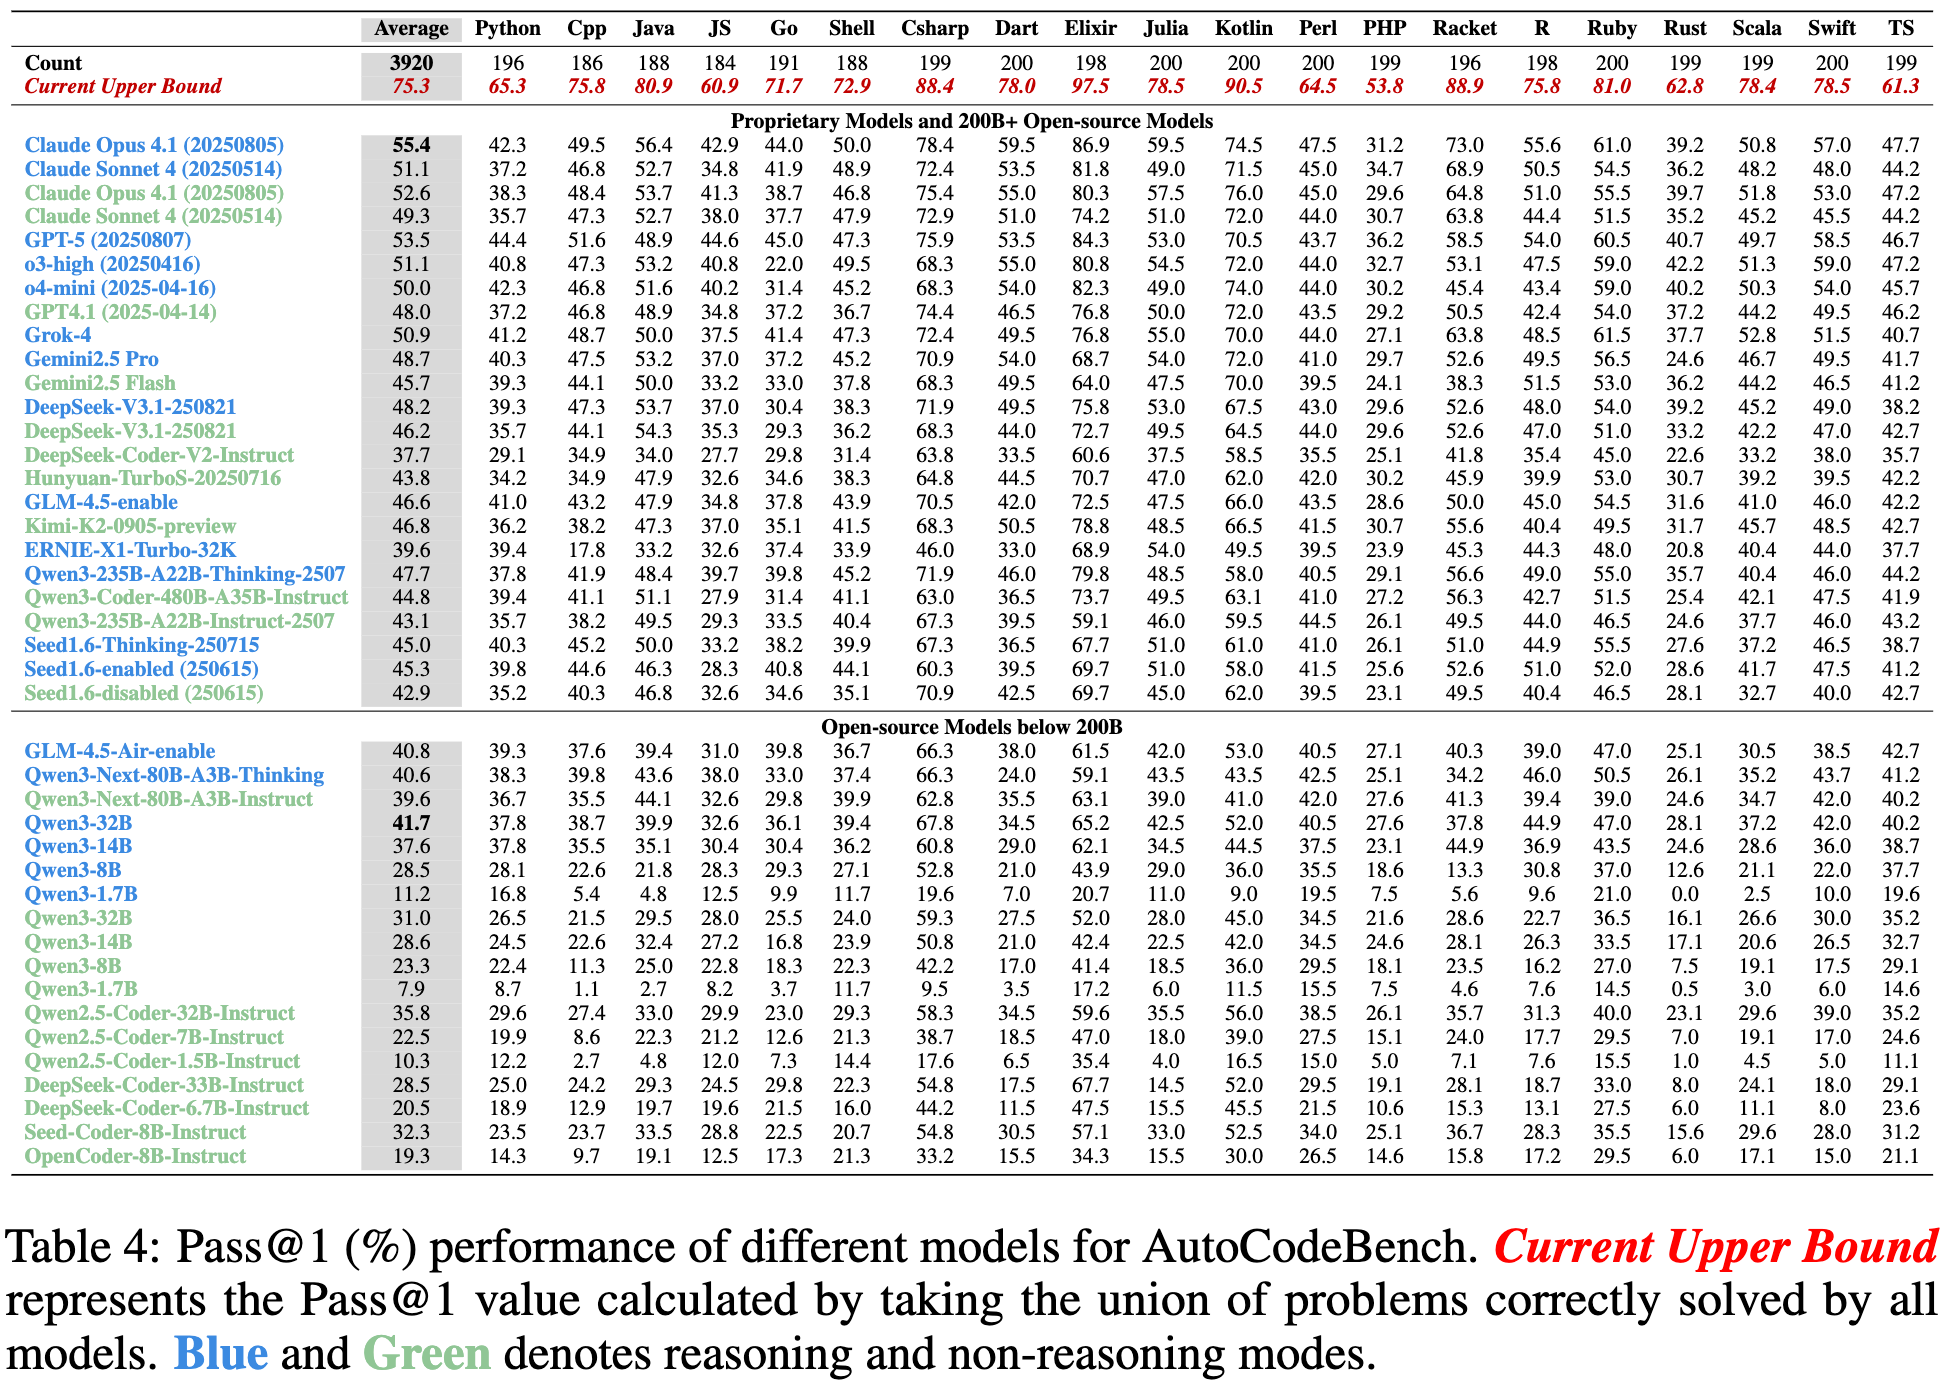 Average Python Cpp Java JS Go Shell Csharp Dart Elixir Julia Kotlin Perl PHP Racket R Ruby Rust Scala Swift TS
Count 3920 196 186 188 184 191 188 199 200 198 200 200 200 199 196 198 200 199 199 200 199
Current Upper Bound 75.3 65.3 75.8 80.9 60.9 71.7 72.9 88.4 78.0 97.5 78.5 90.5 64.5 53.8 88.9 75.8 81.0 62.8 78.4 78.5 61.3
Proprietary Models and 200B+ Open-source Models
Claude Opus 4.1 (20250805) 55.4 42.3 49.5 56.4 42.9 44.0 50.0 78.4 59.5 86.9 59.5 74.5 47.5 31.2 73.0 55.6 61.0 39.2 50.8 57.0 47.7
Claude Sonnet 4 (20250514) 51.1 37.2 46.8 52.7 34.8 41.9 48.9 72.4 53.5 81.8 49.0 71.5 45.0 34.7 68.9 50.5 54.5 36.2 48.2 48.0 44.2
Claude Opus 4.1 (20250805) 52.6 38.3 48.4 53.7 41.3 38.7 46.8 75.4 55.0 80.3 57.5 76.0 45.0 29.6 64.8 51.0 55.5 39.7 51.8 53.0 47.2
Claude Sonnet 4 (20250514) 49.3 35.7 47.3 52.7 38.0 37.7 47.9 72.9 51.0 74.2 51.0 72.0 44.0 30.7 63.8 44.4 51.5 35.2 45.2 45.5 44.2
GPT-5 (20250807) 53.5 44.4 51.6 48.9 44.6 45.0 47.3 75.9 53.5 84.3 53.0 70.5 43.7 36.2 58.5 54.0 60.5 40.7 49.7 58.5 46.7
o3-high (20250416) 51.1 40.8 47.3 53.2 40.8 22.0 49.5 68.3 55.0 80.8 54.5 72.0 44.0 32.7 53.1 47.5 59.0 42.2 51.3 59.0 47.2
o4-mini (2025-04-16) 50.0 42.3 46.8 51.6 40.2 31.4 45.2 68.3 54.0 82.3 49.0 74.0 44.0 30.2 45.4 43.4 59.0 40.2 50.3 54.0 45.7
GPT4.1 (2025-04-14) 48.0 37.2 46.8 48.9 34.8 37.2 36.7 74.4 46.5 76.8 50.0 72.0 43.5 29.2 50.5 42.4 54.0 37.2 44.2 49.5 46.2
Grok-4 50.9 41.2 48.7 50.0 37.5 41.4 47.3 72.4 49.5 76.8 55.0 70.0 44.0 27.1 63.8 48.5 61.5 37.7 52.8 51.5 40.7
Gemini2.5 Pro 48.7 40.3 47.5 53.2 37.0 37.2 45.2 70.9 54.0 68.7 54.0 72.0 41.0 29.7 52.6 49.5 56.5 24.6 46.7 49.5 41.7
Gemini2.5 Flash 45.7 39.3 44.1 50.0 33.2 33.0 37.8 68.3 49.5 64.0 47.5 70.0 39.5 24.1 38.3 51.5 53.0 36.2 44.2 46.5 41.2
DeepSeek-V3.1-250821 48.2 39.3 47.3 53.7 37.0 30.4 38.3 71.9 49.5 75.8 53.0 67.5 43.0 29.6 52.6 48.0 54.0 39.2 45.2 49.0 38.2
DeepSeek-V3.1-250821 46.2 35.7 44.1 54.3 35.3 29.3 36.2 68.3 44.0 72.7 49.5 64.5 44.0 29.6 52.6 47.0 51.0 33.2 42.2 47.0 42.7
DeepSeek-Coder-V2-Instruct 37.7 29.1 34.9 34.0 27.7 29.8 31.4 63.8 33.5 60.6 37.5 58.5 35.5 25.1 41.8 35.4 45.0 22.6 33.2 38.0 35.7
Hunyuan-TurboS-20250716 43.8 34.2 34.9 47.9 32.6 34.6 38.3 64.8 44.5 70.7 47.0 62.0 42.0 30.2 45.9 39.9 53.0 30.7 39.2 39.5 42.2
GLM-4.5-enable 46.6 41.0 43.2 47.9 34.8 37.8 43.9 70.5 42.0 72.5 47.5 66.0 43.5 28.6 50.0 45.0 54.5 31.6 41.0 46.0 42.2
Kimi-K2-0905-preview 46.8 36.2 38.2 47.3 37.0 35.1 41.5 68.3 50.5 78.8 48.5 66.5 41.5 30.7 55.6 40.4 49.5 31.7 45.7 48.5 42.7
ERNIE-X1-Turbo-32K 39.6 39.4 17.8 33.2 32.6 37.4 33.9 46.0 33.0 68.9 54.0 49.5 39.5 23.9 45.3 44.3 48.0 20.8 40.4 44.0 37.7
Qwen3-235B-A22B-Thinking-2507 47.7 37.8 41.9 48.4 39.7 39.8 45.2 71.9 46.0 79.8 48.5 58.0 40.5 29.1 56.6 49.0 55.0 35.7 40.4 46.0 44.2
Qwen3-Coder-480B-A35B-Instruct 44.8 39.4 41.1 51.1 27.9 31.4 41.1 63.0 36.5 73.7 49.5 63.1 41.0 27.2 56.3 42.7 51.5 25.4 42.1 47.5 41.9
Qwen3-235B-A22B-Instruct-2507 43.1 35.7 38.2 49.5 29.3 33.5 40.4 67.3 39.5 59.1 46.0 59.5 44.5 26.1 49.5 44.0 46.5 24.6 37.7 46.0 43.2
Seed1.6-Thinking-250715 45.0 40.3 45.2 50.0 33.2 38.2 39.9 67.3 36.5 67.7 51.0 61.0 41.0 26.1 51.0 44.9 55.5 27.6 37.2 46.5 38.7
Seed1.6-enabled (250615) 45.3 39.8 44.6 46.3 28.3 40.8 44.1 60.3 39.5 69.7 51.0 58.0 41.5 25.6 52.6 51.0 52.0 28.6 41.7 47.5 41.2
Seed1.6-disabled (250615) 42.9 35.2 40.3 46.8 32.6 34.6 35.1 70.9 42.5 69.7 45.0 62.0 39.5 23.1 49.5 40.4 46.5 28.1 32.7 40.0 42.7
Open-source Models below 200B
GLM-4.5-Air-enable 40.8 39.3 37.6 39.4 31.0 39.8 36.7 66.3 38.0 61.5 42.0 53.0 40.5 27.1 40.3 39.0 47.0 25.1 30.5 38.5 42.7
Qwen3-Next-80B-A3B-Thinking 40.6 38.3 39.8 43.6 38.0 33.0 37.4 66.3 24.0 59.1 43.5 43.5 42.5 25.1 34.2 46.0 50.5 26.1 35.2 43.7 41.2
Qwen3-Next-80B-A3B-Instruct 39.6 36.7 35.5 44.1 32.6 29.8 39.9 62.8 35.5 63.1 39.0 41.0 42.0 27.6 41.3 39.4 39.0 24.6 34.7 42.0 40.2
Qwen3-32B 41.7 37.8 38.7 39.9 32.6 36.1 39.4 67.8 34.5 65.2 42.5 52.0 40.5 27.6 37.8 44.9 47.0 28.1 37.2 42.0 40.2
Qwen3-14B 37.6 37.8 35.5 35.1 30.4 30.4 36.2 60.8 29.0 62.1 34.5 44.5 37.5 23.1 44.9 36.9 43.5 24.6 28.6 36.0 38.7
Qwen3-8B 28.5 28.1 22.6 21.8 28.3 29.3 27.1 52.8 21.0 43.9 29.0 36.0 35.5 18.6 13.3 30.8 37.0 12.6 21.1 22.0 37.7
Qwen3-1.7B 11.2 16.8 5.4 4.8 12.5 9.9 11.7 19.6 7.0 20.7 11.0 9.0 19.5 7.5 5.6 9.6 21.0 0.0 2.5 10.0 19.6
Qwen3-32B 31.0 26.5 21.5 29.5 28.0 25.5 24.0 59.3 27.5 52.0 28.0 45.0 34.5 21.6 28.6 22.7 36.5 16.1 26.6 30.0 35.2
Qwen3-14B 28.6 24.5 22.6 32.4 27.2 16.8 23.9 50.8 21.0 42.4 22.5 42.0 34.5 24.6 28.1 26.3 33.5 17.1 20.6 26.5 32.7
Qwen3-8B 23.3 22.4 11.3 25.0 22.8 18.3 22.3 42.2 17.0 41.4 18.5 36.0 29.5 18.1 23.5 16.2 27.0 7.5 19.1 17.5 29.1
Qwen3-1.7B 7.9 8.7 1.1 2.7 8.2 3.7 11.7 9.5 3.5 17.2 6.0 11.5 15.5 7.5 4.6 7.6 14.5 0.5 3.0 6.0 14.6
Qwen2.5-Coder-32B-Instruct 35.8 29.6 27.4 33.0 29.9 23.0 29.3 58.3 34.5 59.6 35.5 56.0 38.5 26.1 35.7 31.3 40.0 23.1 29.6 39.0 35.2
Qwen2.5-Coder-7B-Instruct 22.5 19.9 8.6 22.3 21.2 12.6 21.3 38.7 18.5 47.0 18.0 39.0 27.5 15.1 24.0 17.7 29.5 7.0 19.1 17.0 24.6
Qwen2.5-Coder-1.5B-Instruct 10.3 12.2 2.7 4.8 12.0 7.3 14.4 17.6 6.5 35.4 4.0 16.5 15.0 5.0 7.1 7.6 15.5 1.0 4.5 5.0 11.1
DeepSeek-Coder-33B-Instruct 28.5 25.0 24.2 29.3 24.5 29.8 22.3 54.8 17.5 67.7 14.5 52.0 29.5 19.1 28.1 18.7 33.0 8.0 24.1 18.0 29.1
DeepSeek-Coder-6.7B-Instruct 20.5 18.9 12.9 19.7 19.6 21.5 16.0 44.2 11.5 47.5 15.5 45.5 21.5 10.6 15.3 13.1 27.5 6.0 11.1 8.0 23.6
Seed-Coder-8B-Instruct 32.3 23.5 23.7 33.5 28.8 22.5 20.7 54.8 30.5 57.1 33.0 52.5 34.0 25.1 36.7 28.3 35.5 15.6 29.6 28.0 31.2
OpenCoder-8B-Instruct 19.3 14.3 9.7 19.1 12.5 17.3 21.3 33.2 15.5 34.3 15.5 30.0 26.5 14.6 15.8 17.2 29.5 6.0 17.1 15.0 21.1
Table 4: Pass@1 (%) performance of different models for AutoCodeBench. Current Upper Bound
represents the Pass@1 value calculated by taking the union of problems correctly solved by all
models. Blue and Green denotes reasoning and non-reasoning modes.